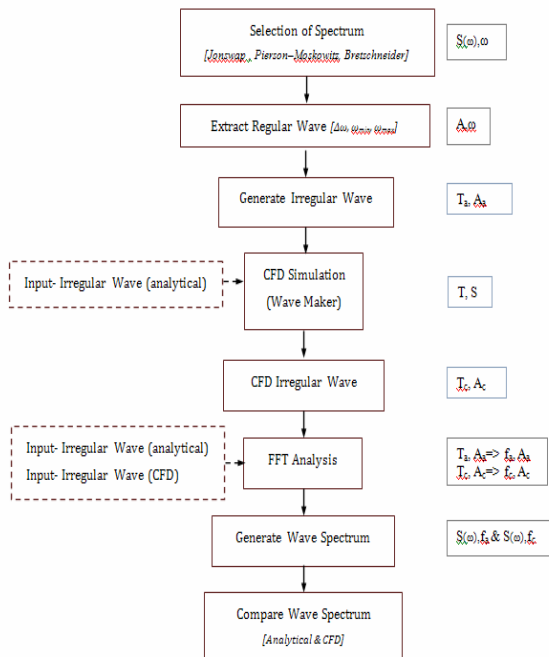 Selection of Spectrum
[Jonswap, Pierzon–Moskowitz, Bretschneider]
S(ω),ω
Extract Regular Wave [Δω, ωmin, ωmax]
A,ω
Generate Irregular Wave
Ta, Aa
Input- Irregular Wave (analytical)
CFD Simulation
(Wave Maker)
T, S
CFD Irregular Wave
Tc, Ac
Input- Irregular Wave (analytical)
Input- Irregular Wave (CFD)
FFT Analysis
Ta, Aa=> fa, Aa
Tc, Ac=> fc, Ac
Generate Wave Spectrum
S(ω),fa & S(ω),fc
Compare Wave Spectrum
[Analytical & CFD]